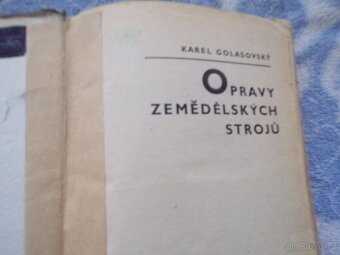 KAREL GOLASOVSKÝ
OPRAVY
ZEMĚDĚLSKÝCH
STROJŮ